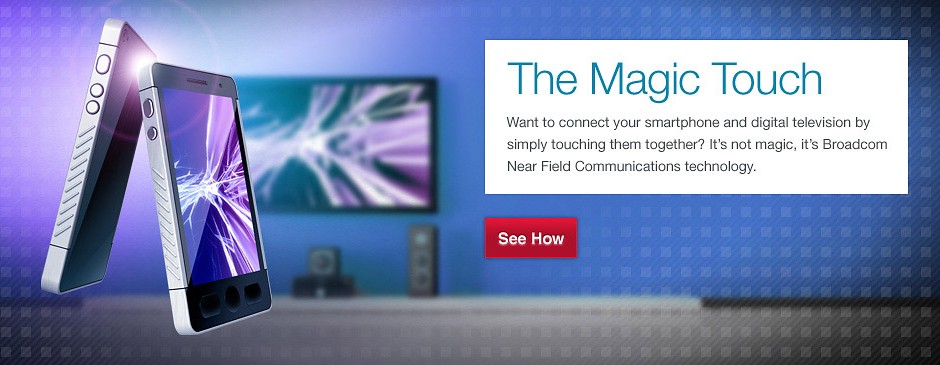 The Magic Touch
Want to connect your smartphone and digital television by
simply touching them together? It's not magic, it's Broadcom
Near Field Communications technology.
See How